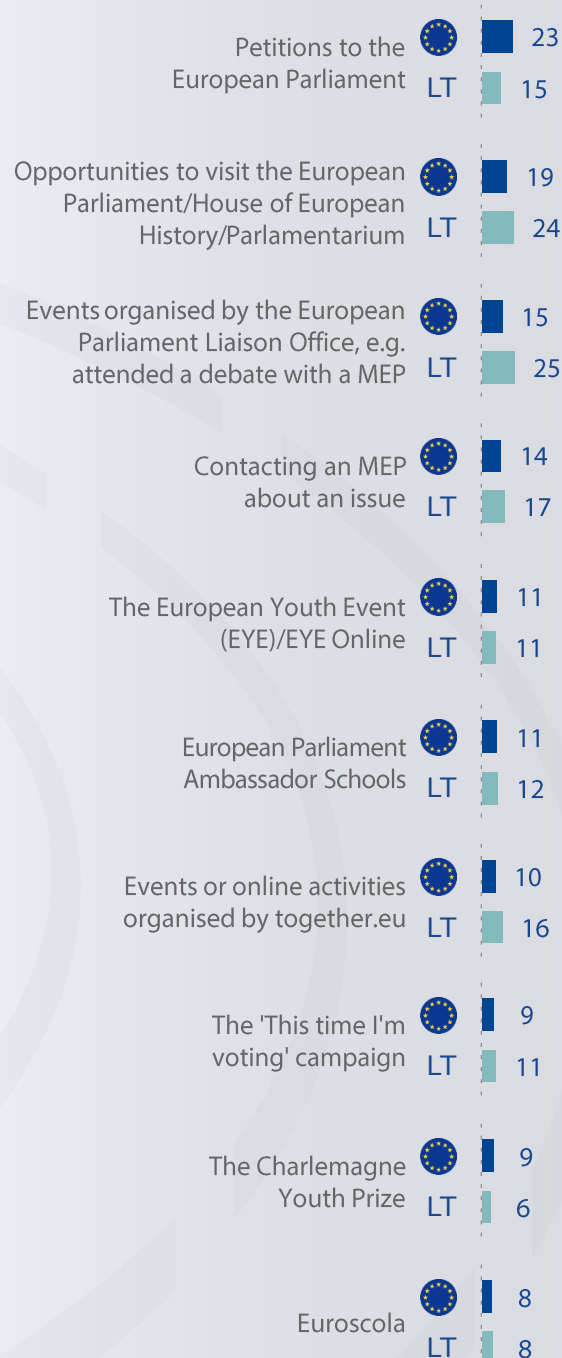 Petitions to the
European Parliament
23
LT 15
Opportunities to visit the European
Parliament/House of European
History/Parlamentarium
19
LT 24
Events organised by the European
Parliament Liaison Office, e.g.
attended a debate with a MEP
15
LT 25
Contacting an MEP
about an issue
14
LT 17
The European Youth Event
(EYE)/EYE Online
11
LT 11
European Parliament
Ambassador Schools
11
LT 12
Events or online activities
organised by together.eu
10
LT 16
The 'This time I'm
voting' campaign
9
LT 11
The Charlemagne
Youth Prize
9
LT 6
Euroscola
8
LT 8